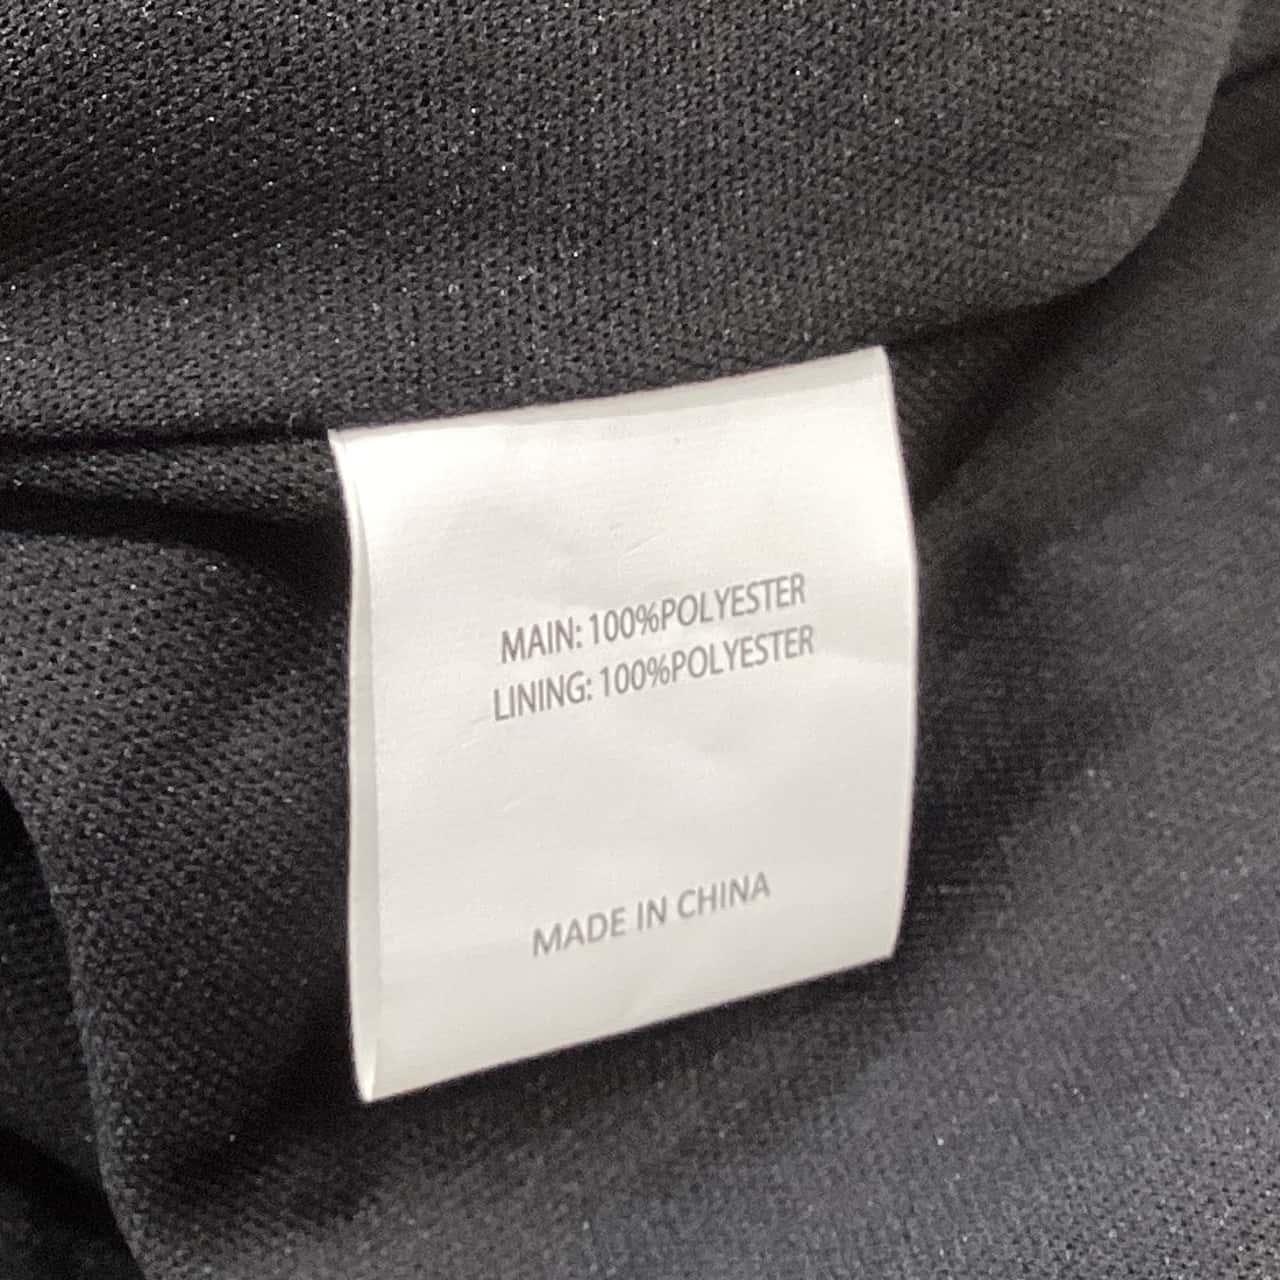 MAIN: 100%POLYESTER
LINING: 100%POLYESTER
MADE IN CHINA